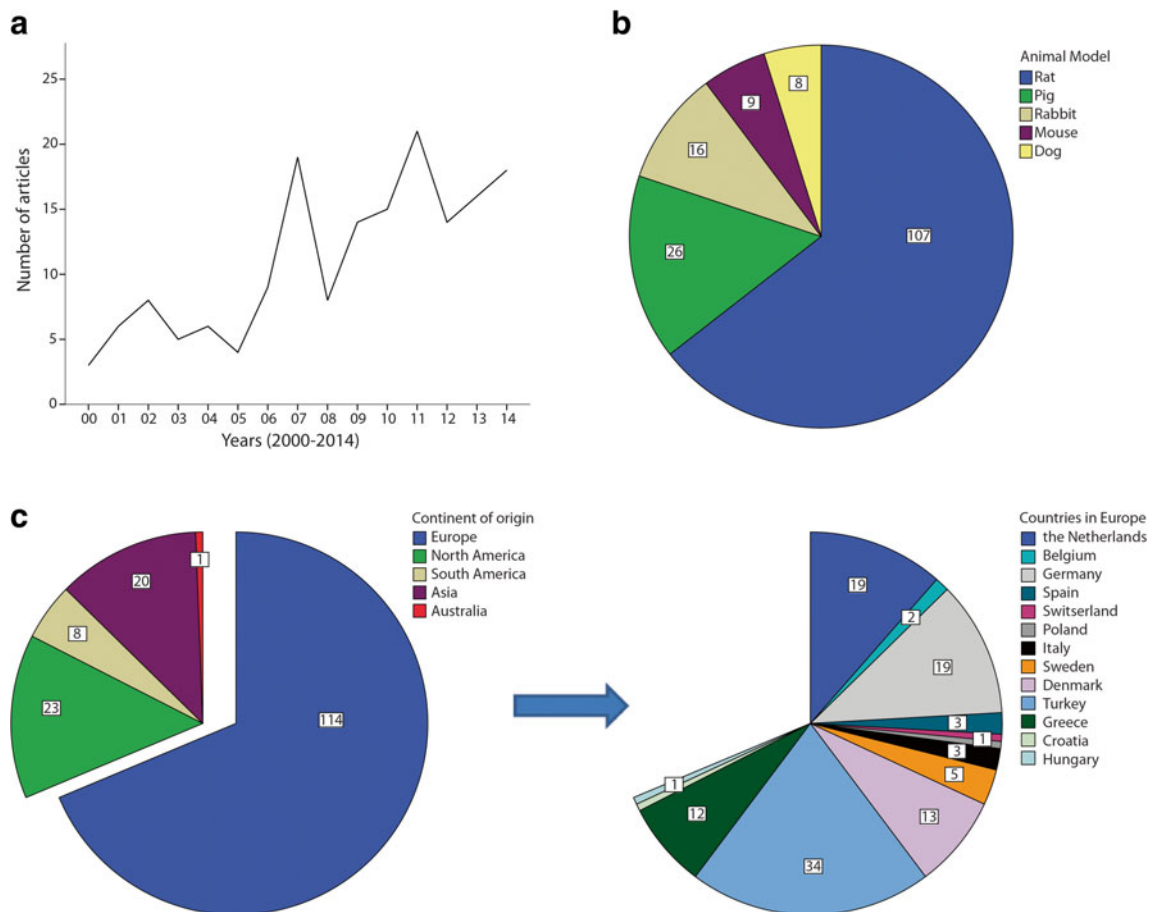 a
Number of articles
25
20
15
10
5
0
00 01 02 03 04 05 06 07 08 09 10 11 12 13 14
Years (2000-2014)
b
Animal Model
Rat
Pig
Rabbit
Mouse
Dog
8
9
16
26
107
c
Continent of origin
Europe
North America
South America
Asia
Australia
1
20
8
23
114
Countries in Europe
the Netherlands
Belgium
Germany
Spain
Switserland
Poland
Italy
Sweden
Denmark
Turkey
Greece
Croatia
Hungary
19
2
19
3
1
3
5
13
34
12
1